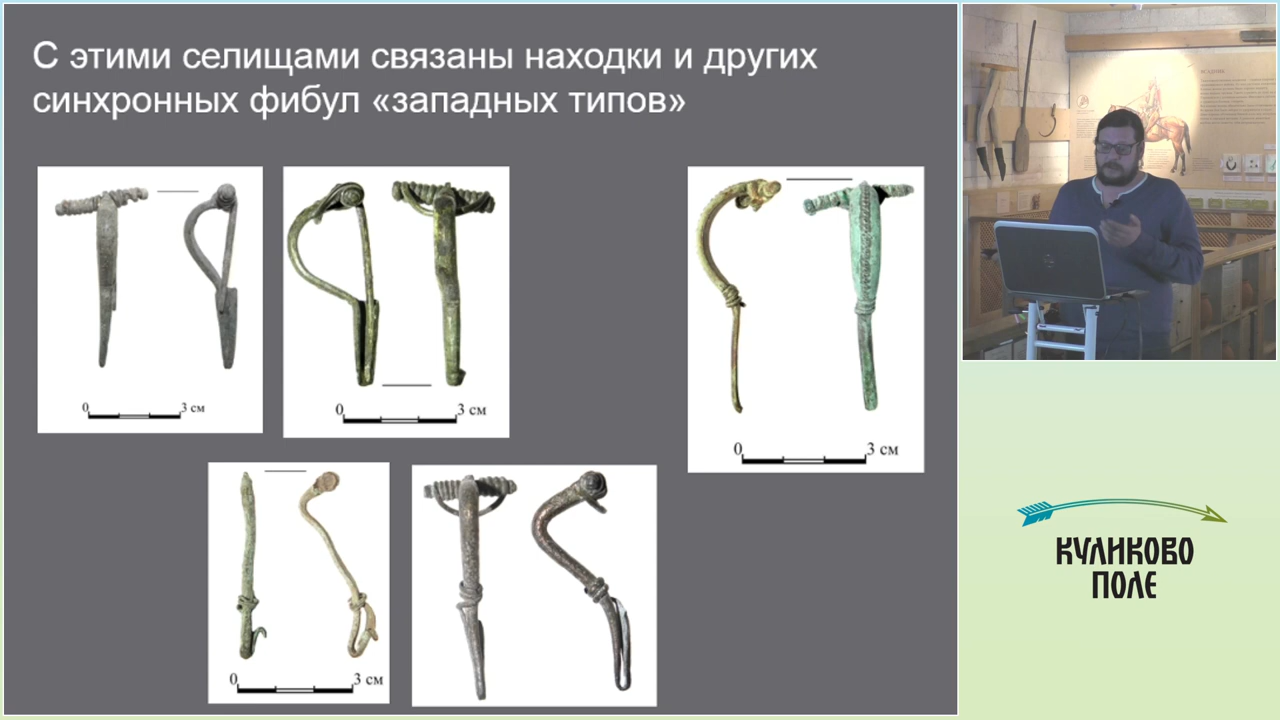 С этими селищами связаны находки и других
синхронных фибул «западных типов»
0 3 см
0 3 см
0 3 см
0 3 см
КУЛИКОВО
ПОЛЕ